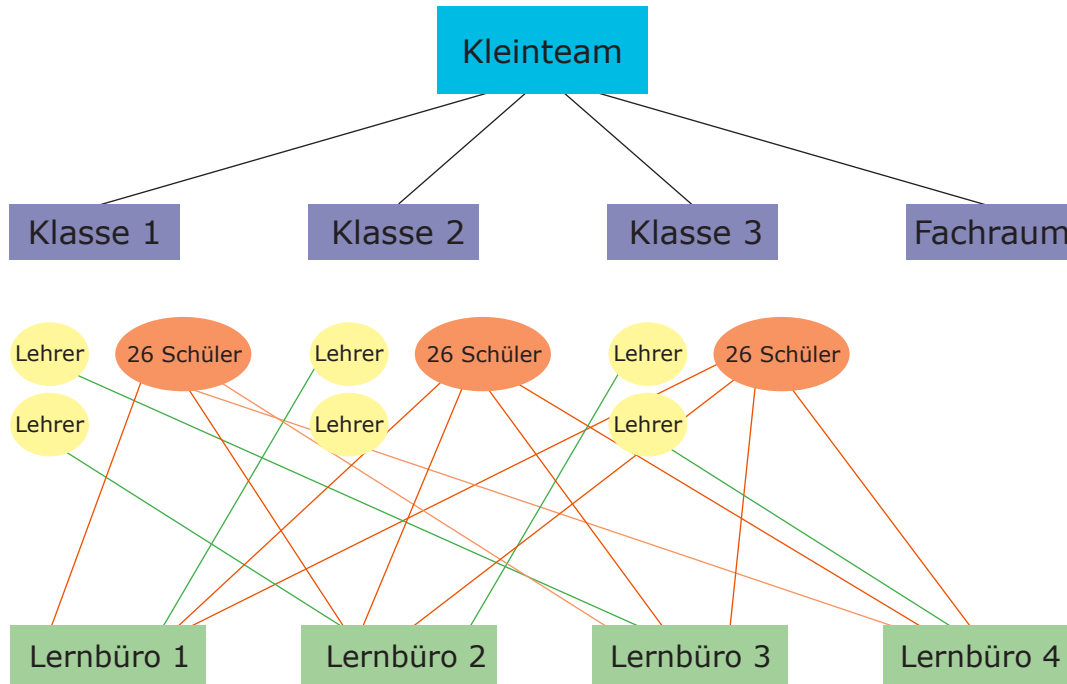 Kleinteam
Klasse 1
Klasse 2
Klasse 3
Fachraum
Lehrer
26 Schüler
Lehrer
26 Schüler
Lehrer
26 Schüler
Lehrer
Lehrer
Lehrer
Lernbüro 1
Lernbüro 2
Lernbüro 3
Lernbüro 4